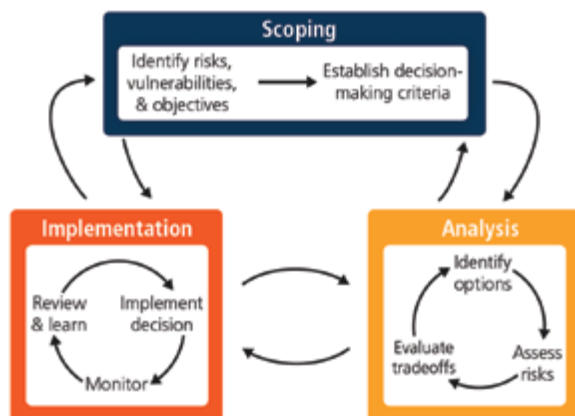 Scoping
Identify risks,
vulnerabilities,
& objectives
Establish decision-
making criteria
Implementation
Review
& learn
Implement
decision
Monitor
Analysis
Identify
options
Evaluate
tradeoffs
Assess
risks